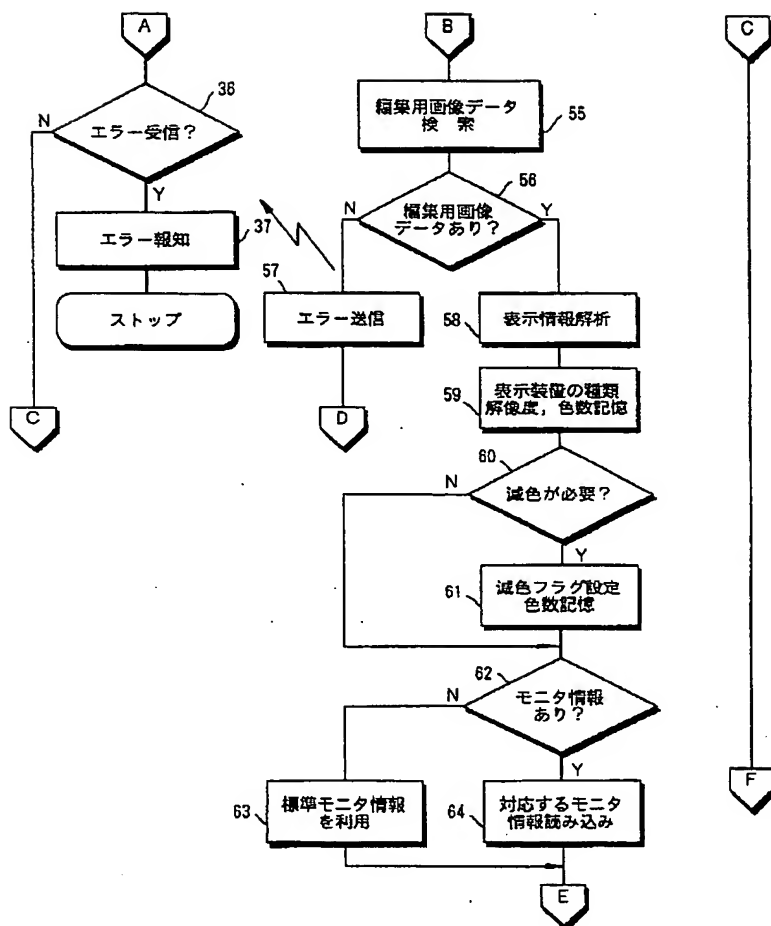 A
B
C
36
N
エラー受信?
Y
エラー報知
37
ストップ
C
編集用画像データ
検 索
55
56
N
Y
編集用画像
データあり?
57
エラー送信
D
58
表示情報解析
59
表示装置の種類
解像度,色数記憶
60
N
減色が必要?
Y
61
減色フラグ設定
色数記憶
62
N
モニタ情報
あり?
Y
63
標準モニタ情報
を利用
64
対応するモニタ
情報読み込み
E
F